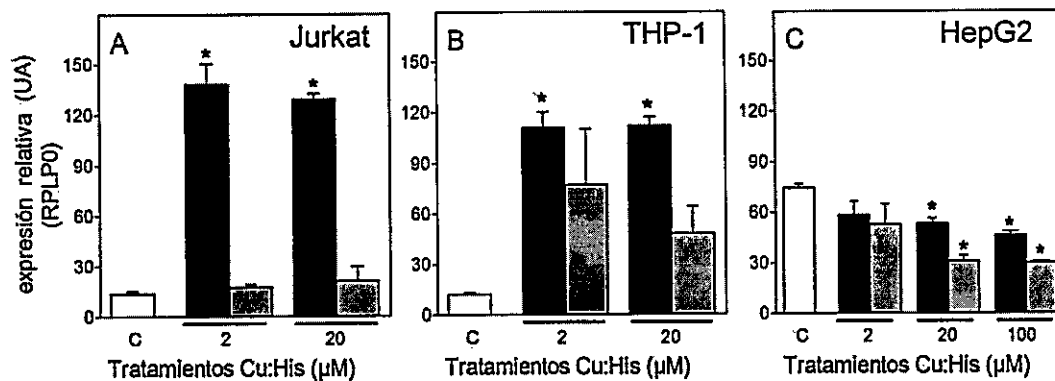 A Jurkat
B THP-1
C HepG2
expresión relativa (UA)
(RPLP0)
150
120
90
60
30
0
150
120
90
60
30
0
150
120
90
60
30
0
* *
* *
* * * *
C 2 20
C 2 20
C 2 20 100
Tratamientos Cu:His (µM)
Tratamientos Cu:His (µM)
Tratamientos Cu:His (µM)